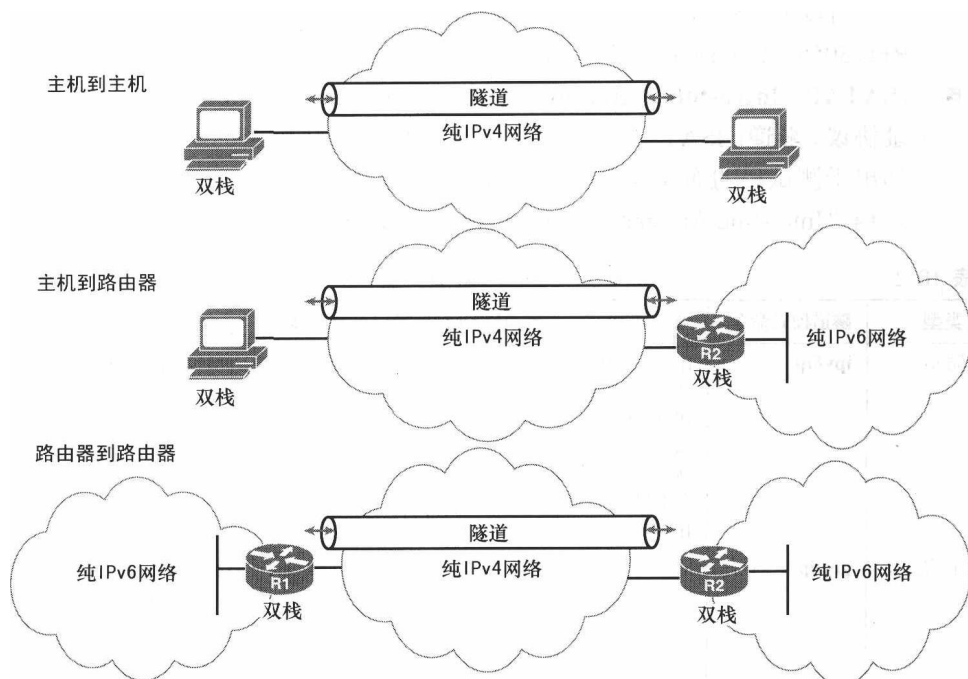 主机到主机
隧道
纯IPv4网络
双栈
双栈
主机到路由器
隧道
纯IPv4网络
纯IPv6网络
R2
双栈
双栈
路由器到路由器
隧道
纯IPv6网络
纯IPv4网络
纯IPv6网络
R1
R2
双栈
双栈